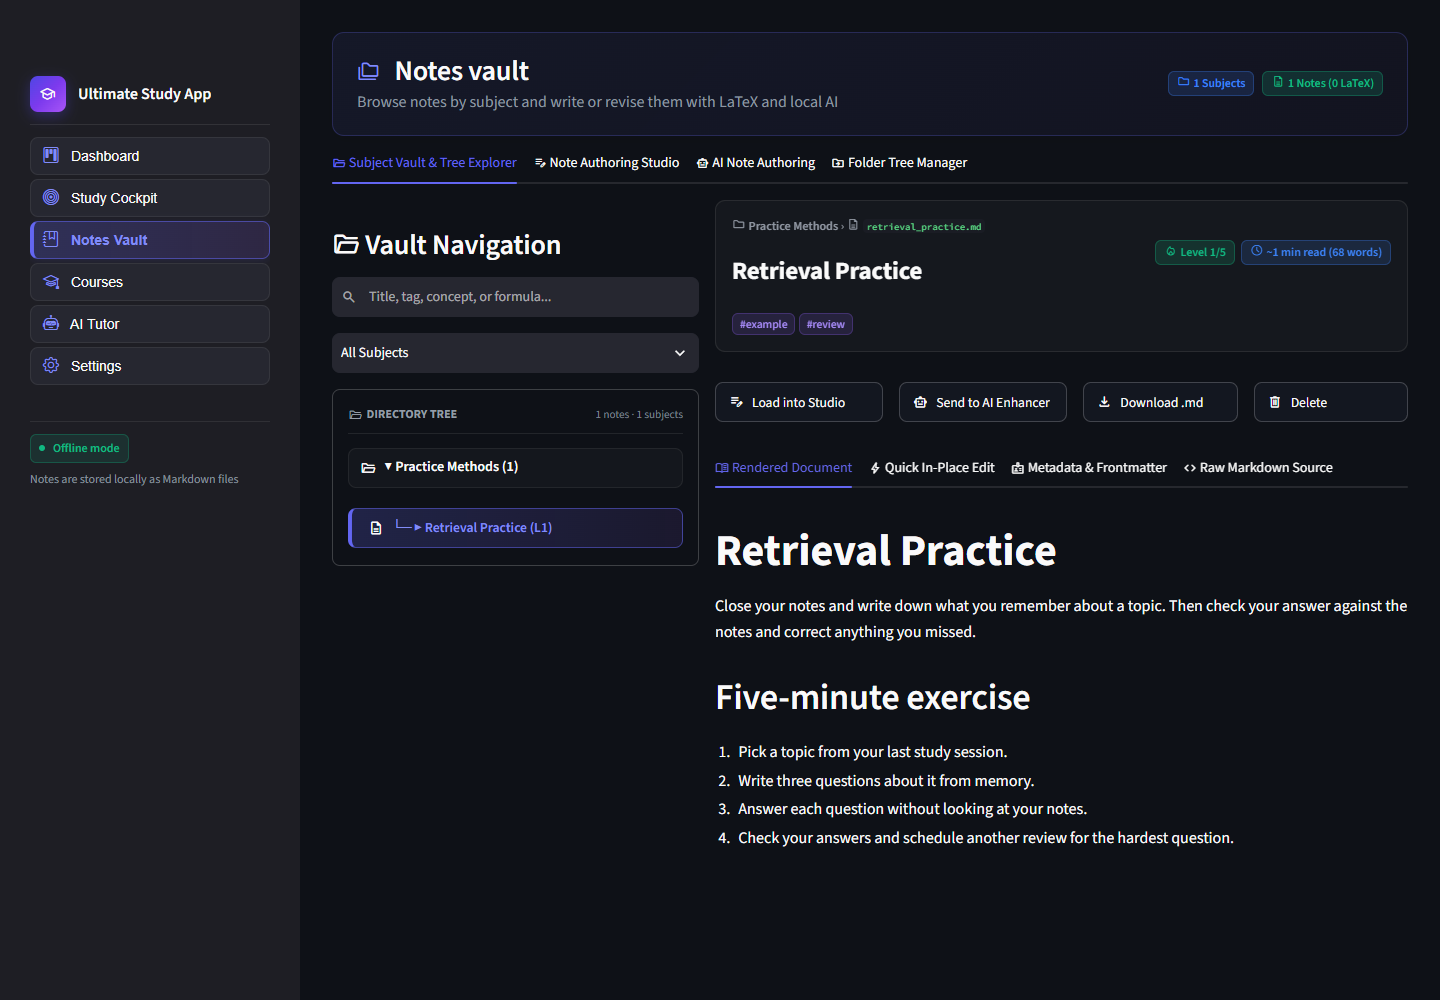 Ultimate Study App
Dashboard
Study Cockpit
Notes Vault
Courses
AI Tutor
Settings
Offline mode
Notes are stored locally as Markdown files
Notes vault
Browse notes by subject and write or revise them with LaTeX and local AI
1 Subjects
1 Notes (0 LaTeX)
Subject Vault & Tree Explorer
Note Authoring Studio
AI Note Authoring
Folder Tree Manager
Vault Navigation
Title, tag, concept, or formula...
All Subjects
DIRECTORY TREE
1 notes · 1 subjects
▾ Practice Methods (1)
└─ ▸ Retrieval Practice (L1)
Practice Methods › retrieval_practice.md
Retrieval Practice
Level 1/5
~1 min read (68 words)
#example
#review
Load into Studio
Send to AI Enhancer
Download .md
Delete
Rendered Document
Quick In-Place Edit
Metadata & Frontmatter
Raw Markdown Source
Retrieval Practice
Close your notes and write down what you remember about a topic. Then check your answer against the
notes and correct anything you missed.
Five-minute exercise
1. Pick a topic from your last study session.
2. Write three questions about it from memory.
3. Answer each question without looking at your notes.
4. Check your answers and schedule another review for the hardest question.